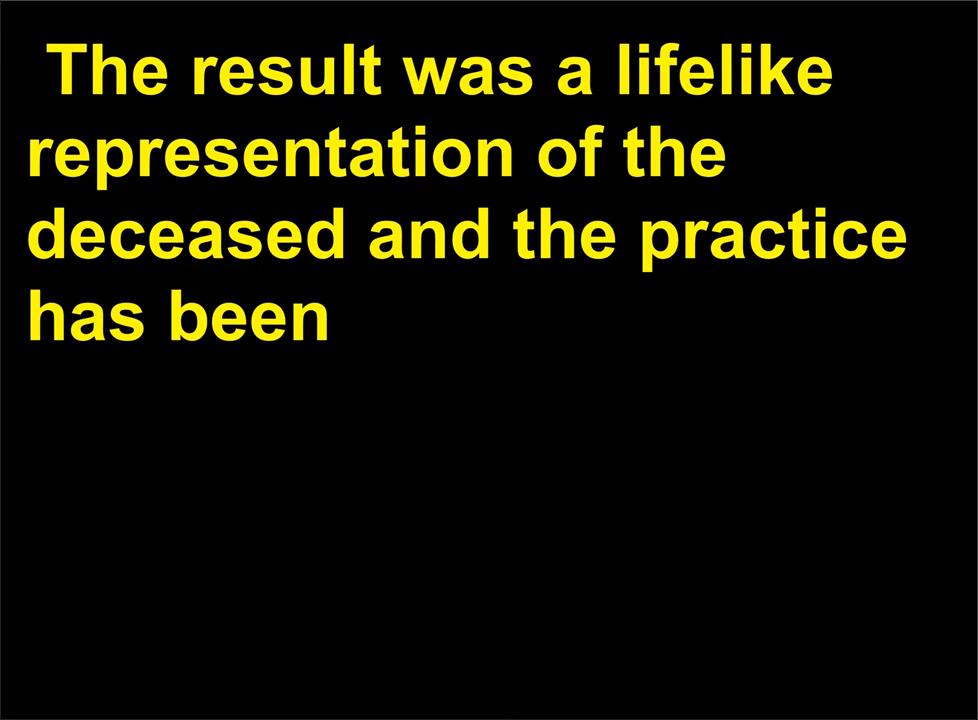 The result was a lifelike
representation of the
deceased and the practice
has been